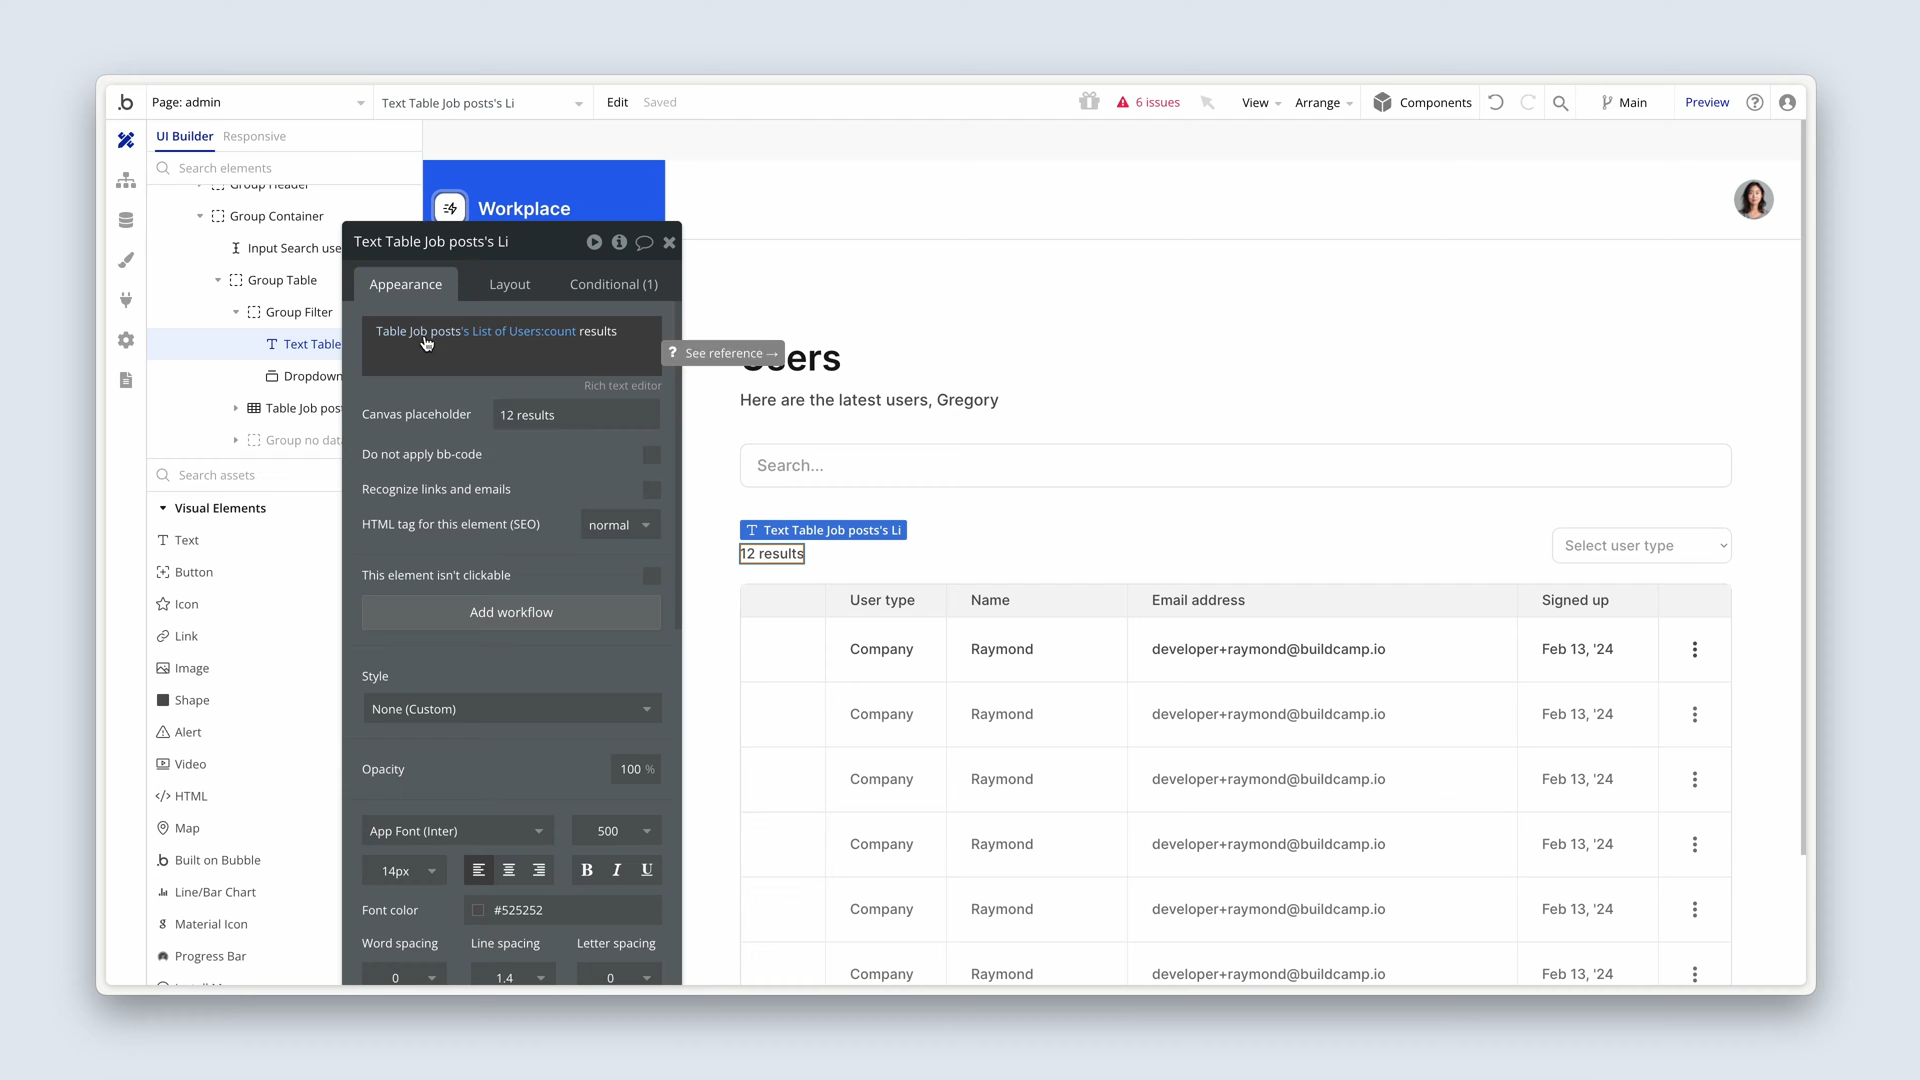 Page: admin
Text Table Job posts's Li
Edit
Saved
6 issues
View
Arrange
Components
Main
Preview
UI Builder
Responsive
Search elements
Group Header
Group Container
Input Search use
Group Table
Group Filter
Text Table
Dropdown
Table Job pos
Group no dat
Search assets
Visual Elements
Text
Button
Icon
Link
Image
Shape
Alert
Video
HTML
Map
Built on Bubble
Line/Bar Chart
Material Icon
Progress Bar
Text Table Job posts's Li
Appearance
Layout
Conditional (1)
Table Job posts's List of Users:count results
? See reference →
Rich text editor
Canvas placeholder
12 results
Do not apply bb-code
Recognize links and emails
HTML tag for this element (SEO)
normal
This element isn't clickable
Add workflow
Style
None (Custom)
Opacity
100 %
App Font (Inter)
500
14px
B I U
Font color
#525252
Word spacing
Line spacing
Letter spacing
0
1.4
0
Workplace
ers
Here are the latest users, Gregory
Search...
Text Table Job posts's Li
12 results
Select user type
User type Name Email address Signed up
Company Raymond developer+raymond@buildcamp.io Feb 13, '24
Company Raymond developer+raymond@buildcamp.io Feb 13, '24
Company Raymond developer+raymond@buildcamp.io Feb 13, '24
Company Raymond developer+raymond@buildcamp.io Feb 13, '24
Company Raymond developer+raymond@buildcamp.io Feb 13, '24
Company Raymond developer+raymond@buildcamp.io Feb 13, '24